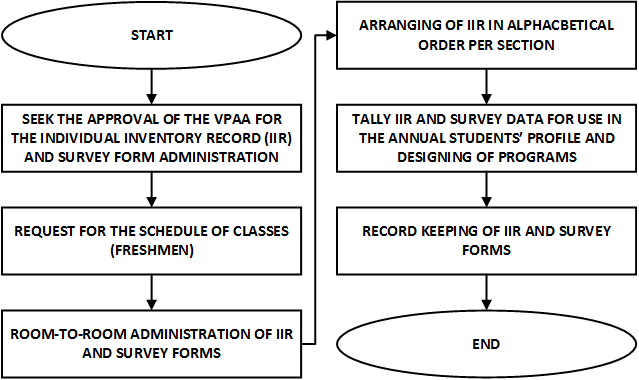 START
SEEK THE APPROVAL OF THE VPAA FOR
THE INDIVIDUAL INVENTORY RECORD (IIR)
AND SURVEY FORM ADMINISTRATION
REQUEST FOR THE SCHEDULE OF CLASSES
(FRESHMEN)
ROOM-TO-ROOM ADMINISTRATION OF IIR
AND SURVEY FORMS
ARRANGING OF IIR IN ALPHACBETICAL
ORDER PER SECTION
TALLY IIR AND SURVEY DATA FOR USE IN
THE ANNUAL STUDENTS’ PROFILE AND
DESIGNING OF PROGRAMS
RECORD KEEPING OF IIR AND SURVEY
FORMS
END